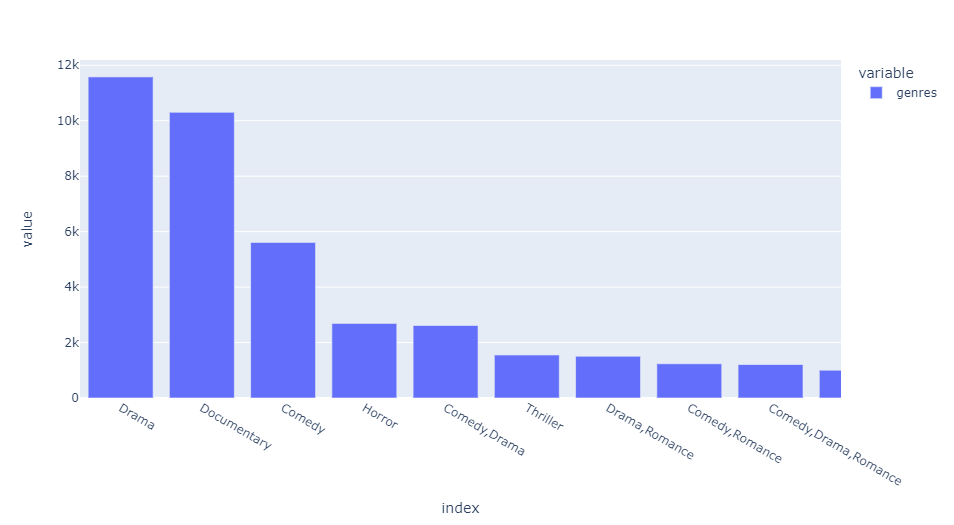 variable
genres
12k
10k
8k
6k
4k
2k
0
value
Drama
Documentary
Comedy
Horror
Comedy,Drama
Thriller
Drama,Romance
Comedy,Romance
Comedy,Drama,Romance
index